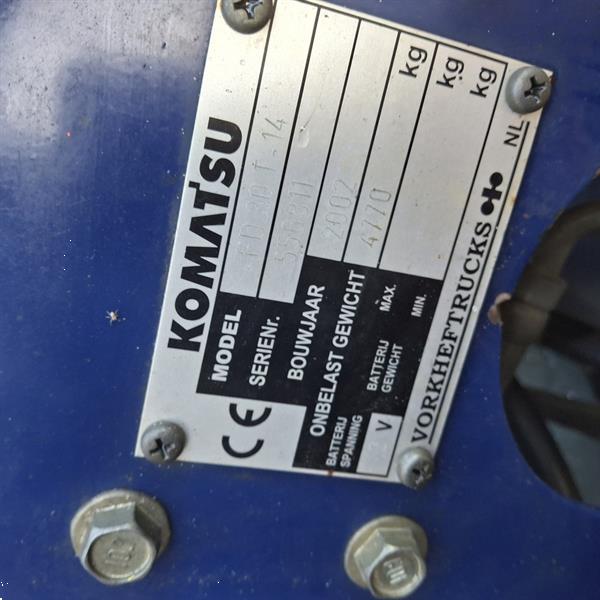 KOMATSU
MODEL FD 30 T-14
SERIENr.
BOUWJAAR 2002
ONBELAST GEWICHT 4770 kg
BATTERIJ GEWICHT MAX. kg
MIN. kg
BATTERIJ SPANNING V
CE
VORKHEFTRUCKS NL